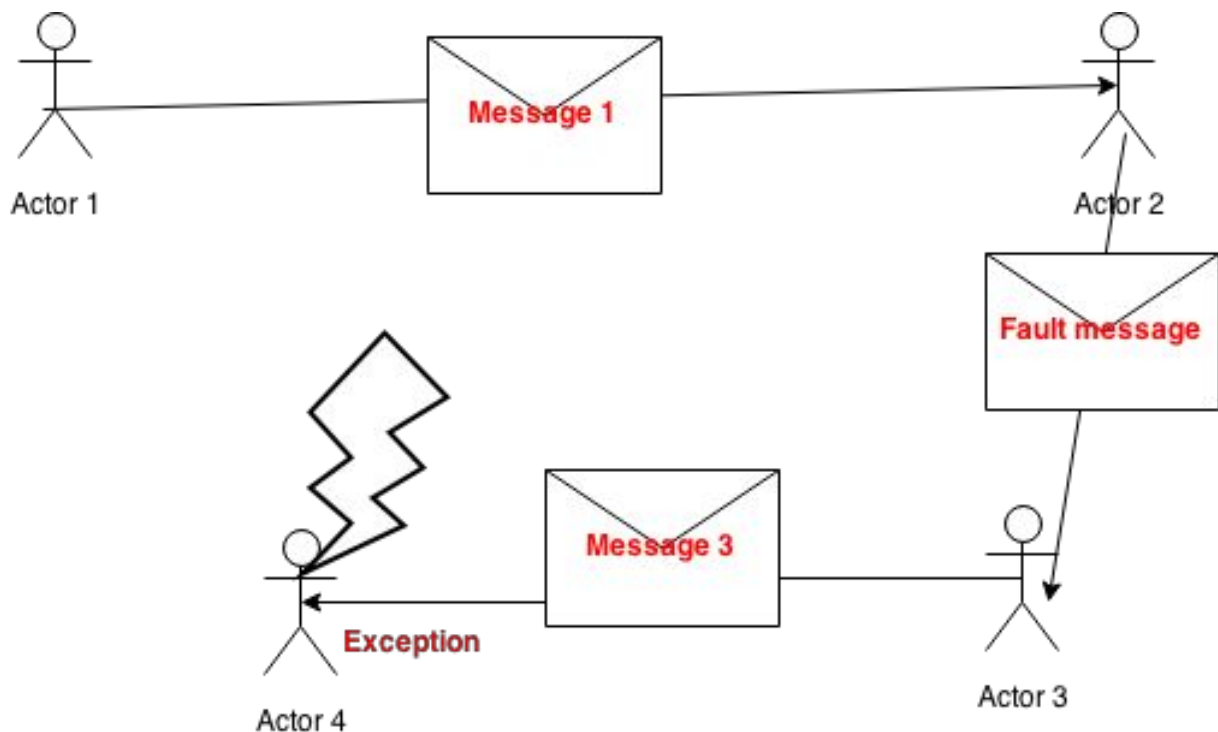 Message 1
Actor 1
Actor 2
Fault message
Message 3
Exception
Actor 3
Actor 4